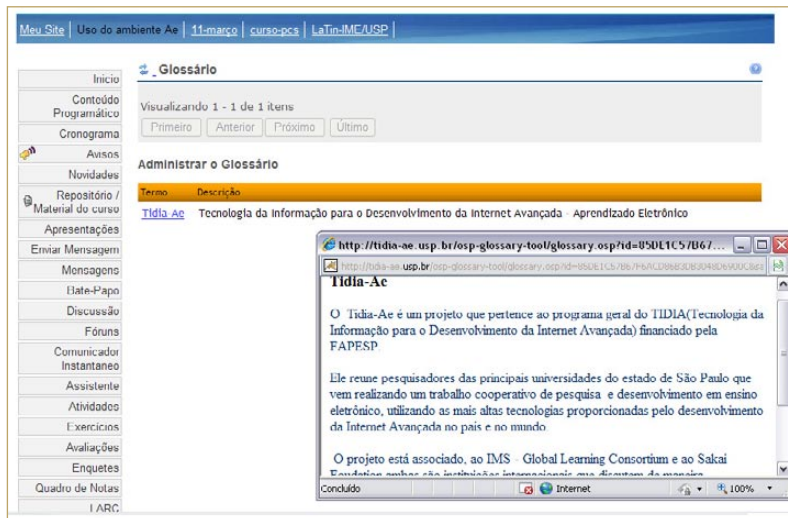 Meu Site | Uso do ambiente Ae | 11-março | curso-pcs | LaTin-IME/USP |
Início
Conteúdo
Programático
Cronograma
Avisos
Novidades
Repositório /
Material do curso
Apresentações
Enviar Mensagem
Mensagens
Bate-Papo
Discussão
Fóruns
Comunicador
Instantaneo
Assistente
Atividades
Exercícios
Avaliações
Enquetes
Quadro de Notas
LARC
Glossário
Visualizando 1 - 1 de 1 itens
Primeiro Anterior Próximo Último
Administrar o Glossário
Termo Descrição
Tidia-Ae Tecnologia da Informação para o Desenvolvimento da Internet Avançada - Aprendizado Eletrônico
http://tidia-ae.usp.br/osp-glossary-tool/glossary.osp?id=85DE1C57B67...
Tidia-Ae
O Tidia-Ae é um projeto que pertence ao programa geral do TIDIA(Tecnologia da
Informação para o Desenvolvimento da Internet Avançada) financiado pela
FAPESP.
Ele reune pesquisadores das principais universidades do estado de São Paulo que
vem realizando um trabalho cooperativo de pesquisa e desenvolvimento em ensino
eletrônico, utilizando as mais altas tecnologias proporcionadas pelo desenvolvimento
da Internet Avançada no país e no mundo.
O projeto está associado, ao IMS - Global Learning Consortium e ao Sakai
Concluído Internet 100%